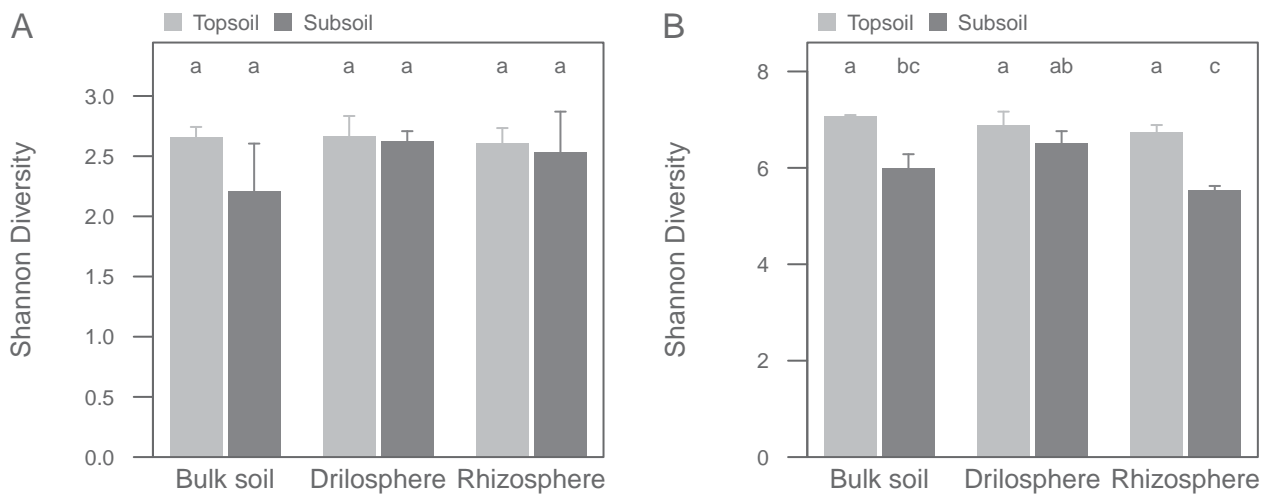 A
Topsoil Subsoil
a a a a a a
3.0
2.5
2.0
1.5
1.0
0.5
0.0
Shannon Diversity
Bulk soil Drilosphere Rhizosphere
B
Topsoil Subsoil
a bc a ab a c
8
6
4
2
0
Shannon Diversity
Bulk soil Drilosphere Rhizosphere